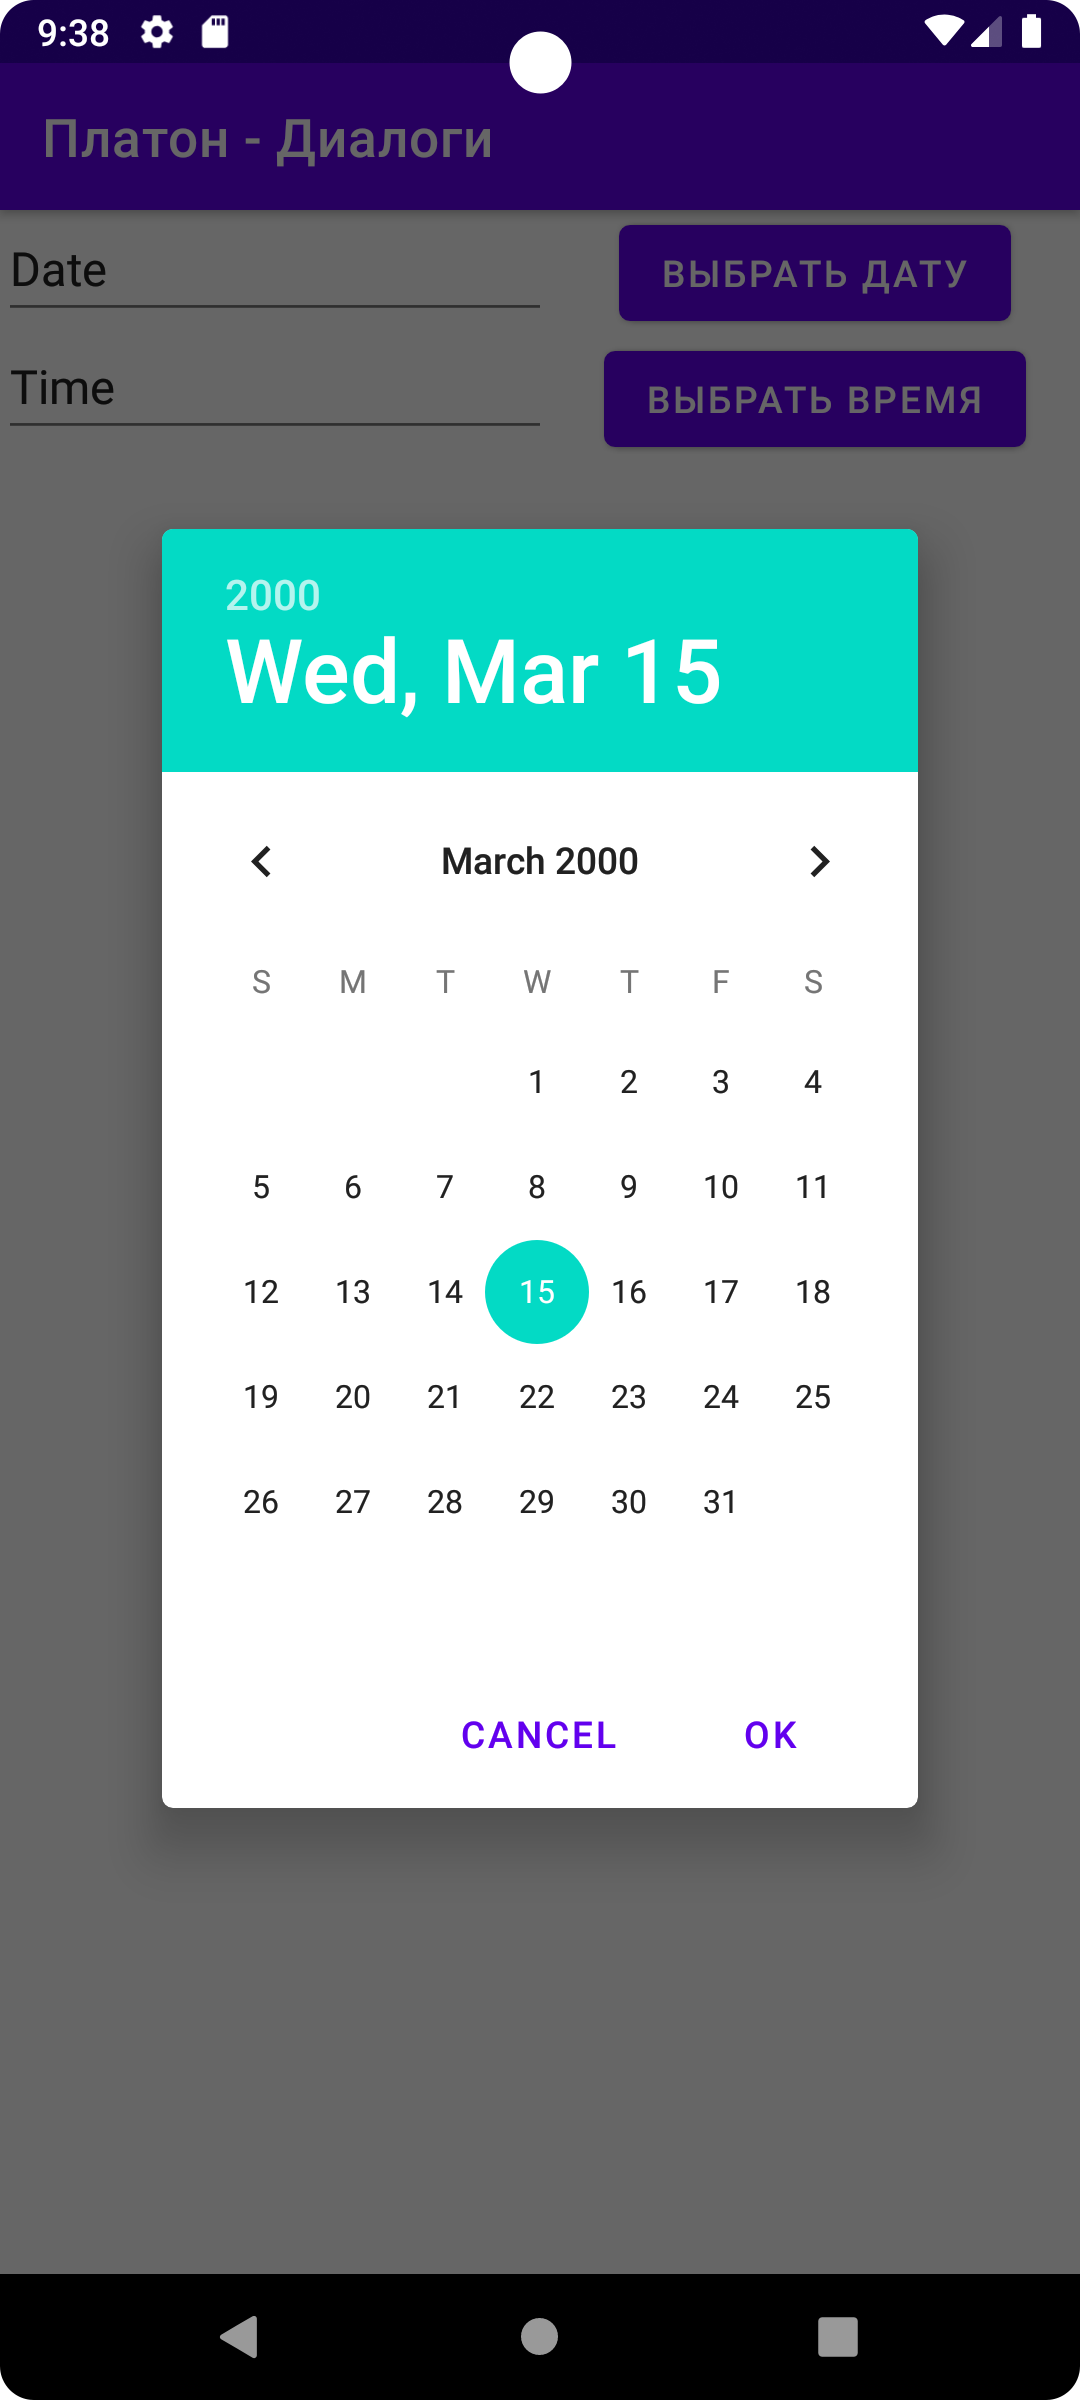 9:38
Платон - Диалоги
Date
ВЫБРАТЬ ДАТУ
Time
ВЫБРАТЬ ВРЕМЯ
2000
Wed, Mar 15
March 2000
S M T W T F S
1 2 3 4
5 6 7 8 9 10 11
12 13 14 15 16 17 18
19 20 21 22 23 24 25
26 27 28 29 30 31
CANCEL OK